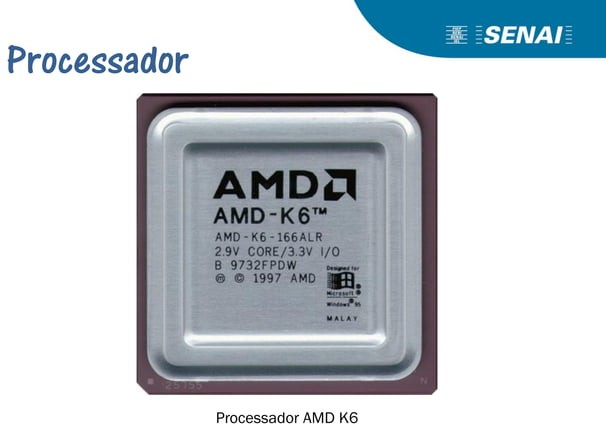 SENAI
Processador
AMD
AMD-K6™
AMD-K6-166ALR
2.9V CORE/3.3V I/O
B 9732FPDW
ⓜ © 1997 AMD
Designed for
Microsoft®
Windows® 95
MALAY
25755
N
Processador AMD K6